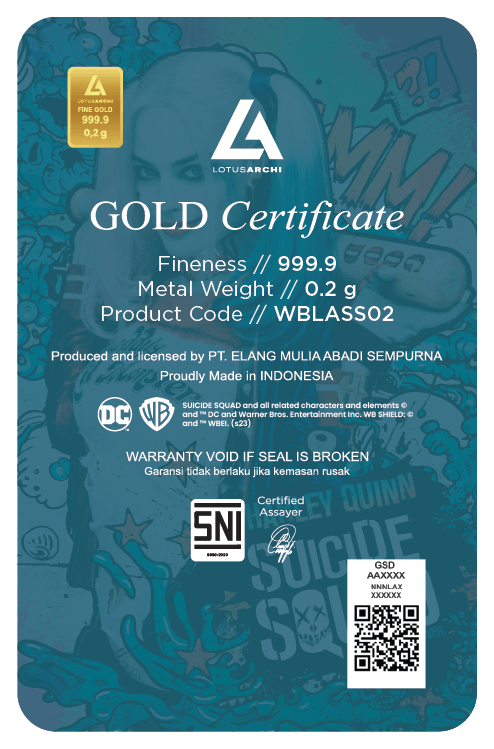 LOTUSARCHI
FINE GOLD
999.9
0,2 g
LOTUSARCHI
GOLD Certificate
Fineness // 999.9
Metal Weight // 0.2 g
Product Code // WBLASS02
Produced and licensed by PT. ELANG MULIA ABADI SEMPURNA
Proudly Made in INDONESIA
DC
WB
SUICIDE SQUAD and all related characters and elements ©
and ™ DC and Warner Bros. Entertainment Inc. WB SHIELD: ©
and ™ WBEI. (s23)
WARRANTY VOID IF SEAL IS BROKEN
Garansi tidak berlaku jika kemasan rusak
SNI
Certified
Assayer
HARLEY QUINN
SUICIDE
SQUAD
GSD
AAXXXX
NNNLAX
XXXXXX